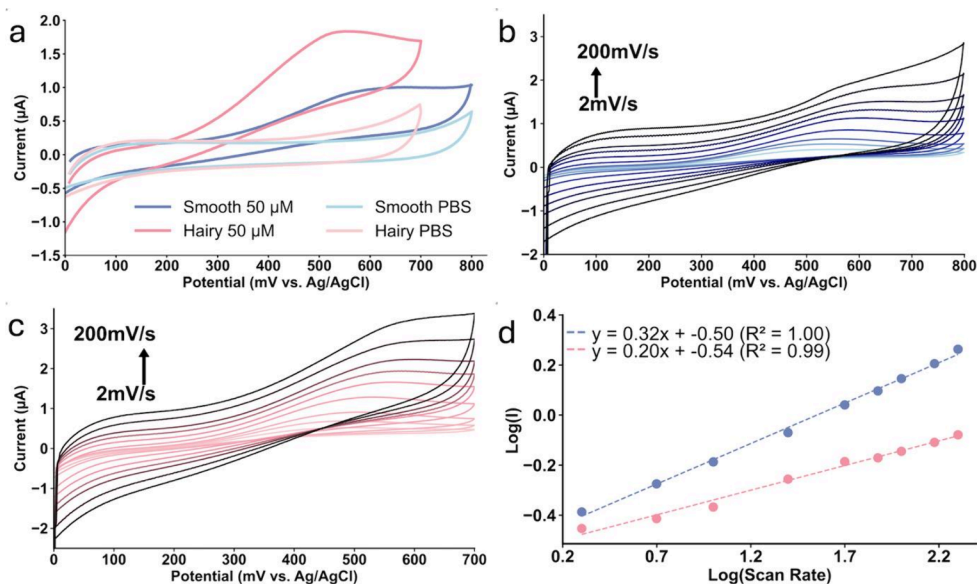 a
2.0
1.5
1.0
0.5
0.0
−0.5
−1.0
−1.5
Current (µA)
Smooth 50 µM
Smooth PBS
Hairy 50 µM
Hairy PBS
0 100 200 300 400 500 600 700 800
Potential (mV vs. Ag/AgCl)
b
200mV/s
2mV/s
3
2
1
0
−1
−2
Current (µA)
0 100 200 300 400 500 600 700 800
Potential (mV vs. Ag/AgCl)
c
200mV/s
2mV/s
3
2
1
0
−1
−2
Current (µA)
0 100 200 300 400 500 600 700
Potential (mV vs. Ag/AgCl)
d
y = 0.32x + -0.50 (R² = 1.00)
y = 0.20x + -0.54 (R² = 0.99)
0.4
0.2
0.0
−0.2
−0.4
Log(I)
0.2 0.7 1.2 1.7 2.2
Log(Scan Rate)